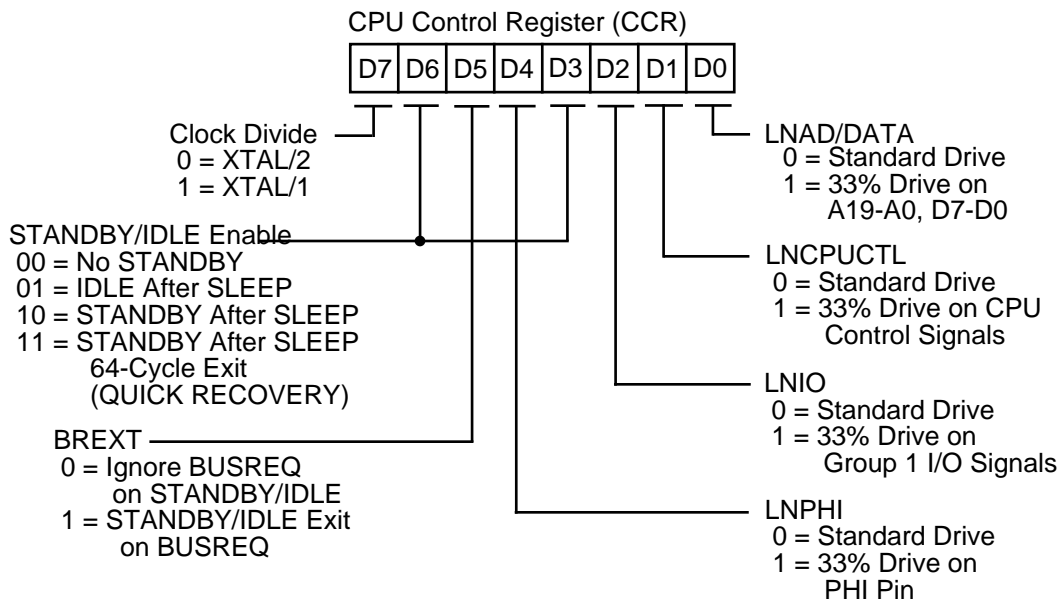 CPU Control Register (CCR)
D7 D6 D5 D4 D3 D2 D1 D0
Clock Divide
0 = XTAL/2
1 = XTAL/1
STANDBY/IDLE Enable
00 = No STANDBY
01 = IDLE After SLEEP
10 = STANDBY After SLEEP
11 = STANDBY After SLEEP
64-Cycle Exit
(QUICK RECOVERY)
BREXT
0 = Ignore BUSREQ
on STANDBY/IDLE
1 = STANDBY/IDLE Exit
on BUSREQ
LNAD/DATA
0 = Standard Drive
1 = 33% Drive on
A19-A0, D7-D0
LNCPUCTL
0 = Standard Drive
1 = 33% Drive on CPU
Control Signals
LNIO
0 = Standard Drive
1 = 33% Drive on
Group 1 I/O Signals
LNPHI
0 = Standard Drive
1 = 33% Drive on
PHI Pin